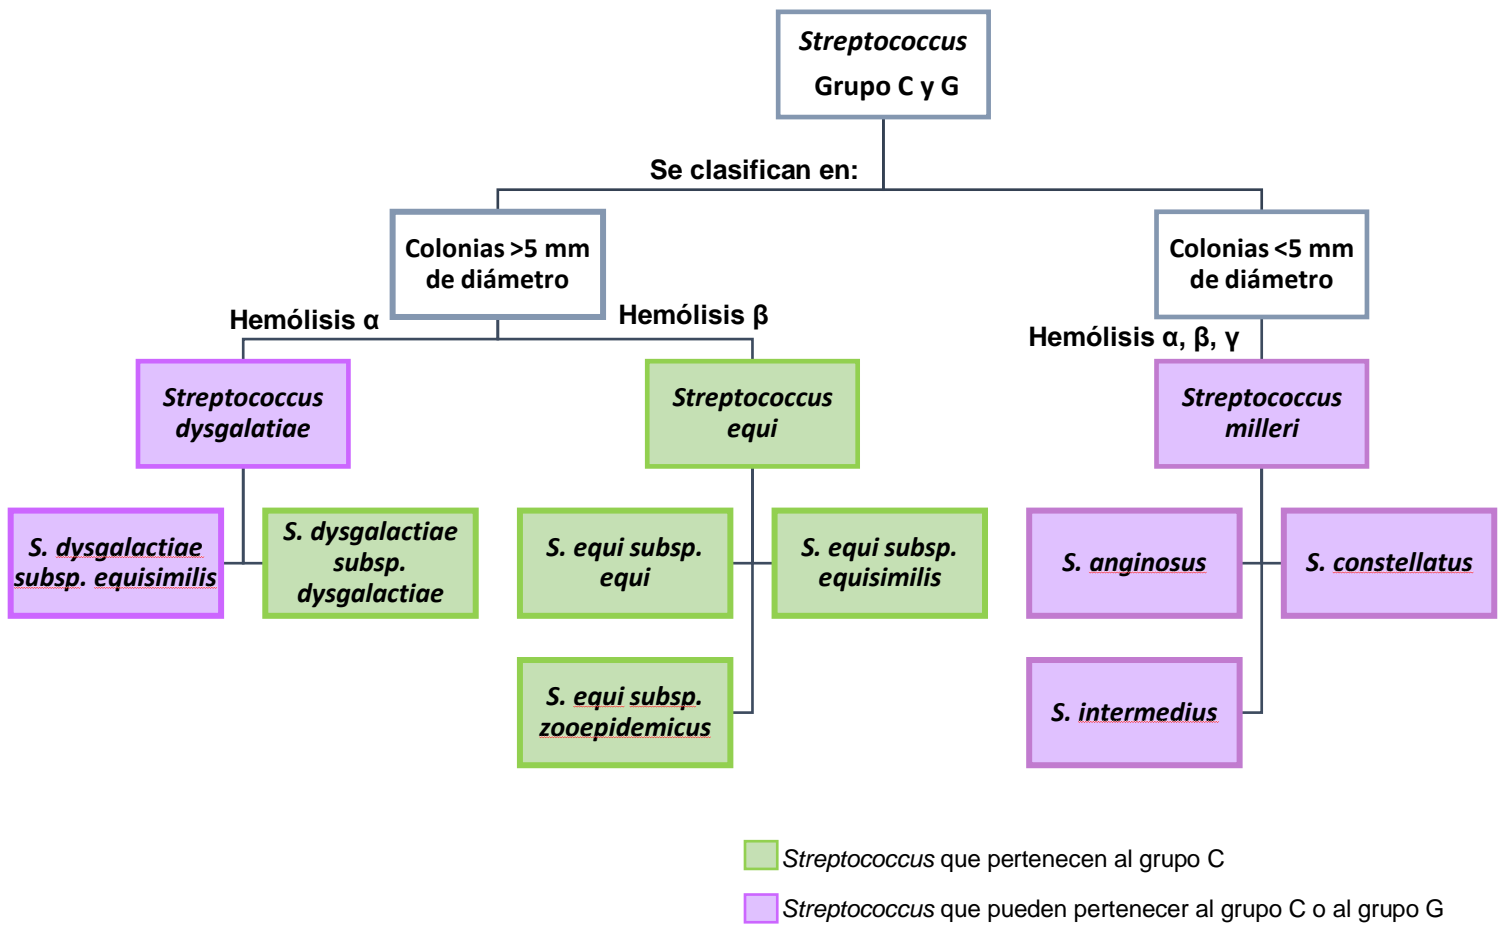 Streptococcus
Grupo C y G
Se clasifican en:
Colonias >5 mm
de diámetro
Colonias <5 mm
de diámetro
Hemólisis α
Hemólisis β
Hemólisis α, β, γ
Streptococcus
dysgalatiae
Streptococcus
equi
Streptococcus
milleri
S. dysgalactiae
subsp. equisimilis
S. dysgalactiae
subsp.
dysgalactiae
S. equi subsp.
equi
S. equi subsp.
equisimilis
S. anginosus
S. constellatus
S. equi subsp.
zooepidemicus
S. intermedius
Streptococcus que pertenecen al grupo C
Streptococcus que pueden pertenecer al grupo C o al grupo G